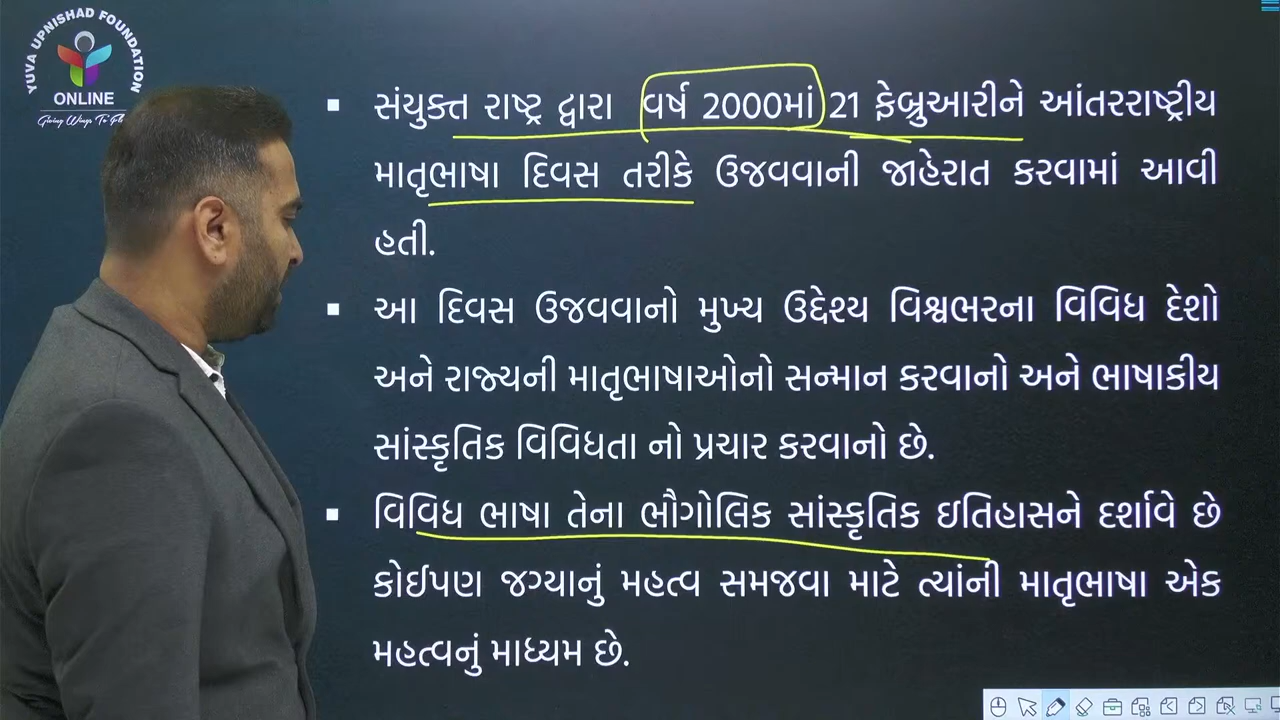 YUVA UPNISHAD FOUNDATION
ONLINE
સંયુક્ત રાષ્ટ્ર દ્વારા વર્ષ 2000માં 21 ફેબ્રુઆરીને આંતરરાષ્ટ્રીય
માતૃભાષા દિવસ તરીકે ઉજવવાની જાહેરાત કરવામાં આવી
હતી.
આ દિવસ ઉજવવાનો મુખ્ય ઉદ્દેશ્ય વિશ્વભરના વિવિધ દેશો
અને રાજ્યની માતૃભાષાઓનો સન્માન કરવાનો અને ભાષાકીય
સાંસ્કૃતિક વિવિધતા નો પ્રચાર કરવાનો છે.
વિવિધ ભાષા તેના ભૌગોલિક સાંસ્કૃતિક ઇતિહાસને દર્શાવે છે
કોઈપણ જગ્યાનું મહત્વ સમજવા માટે ત્યાંની માતૃભાષા એક
મહત્વનું માધ્યમ છે.